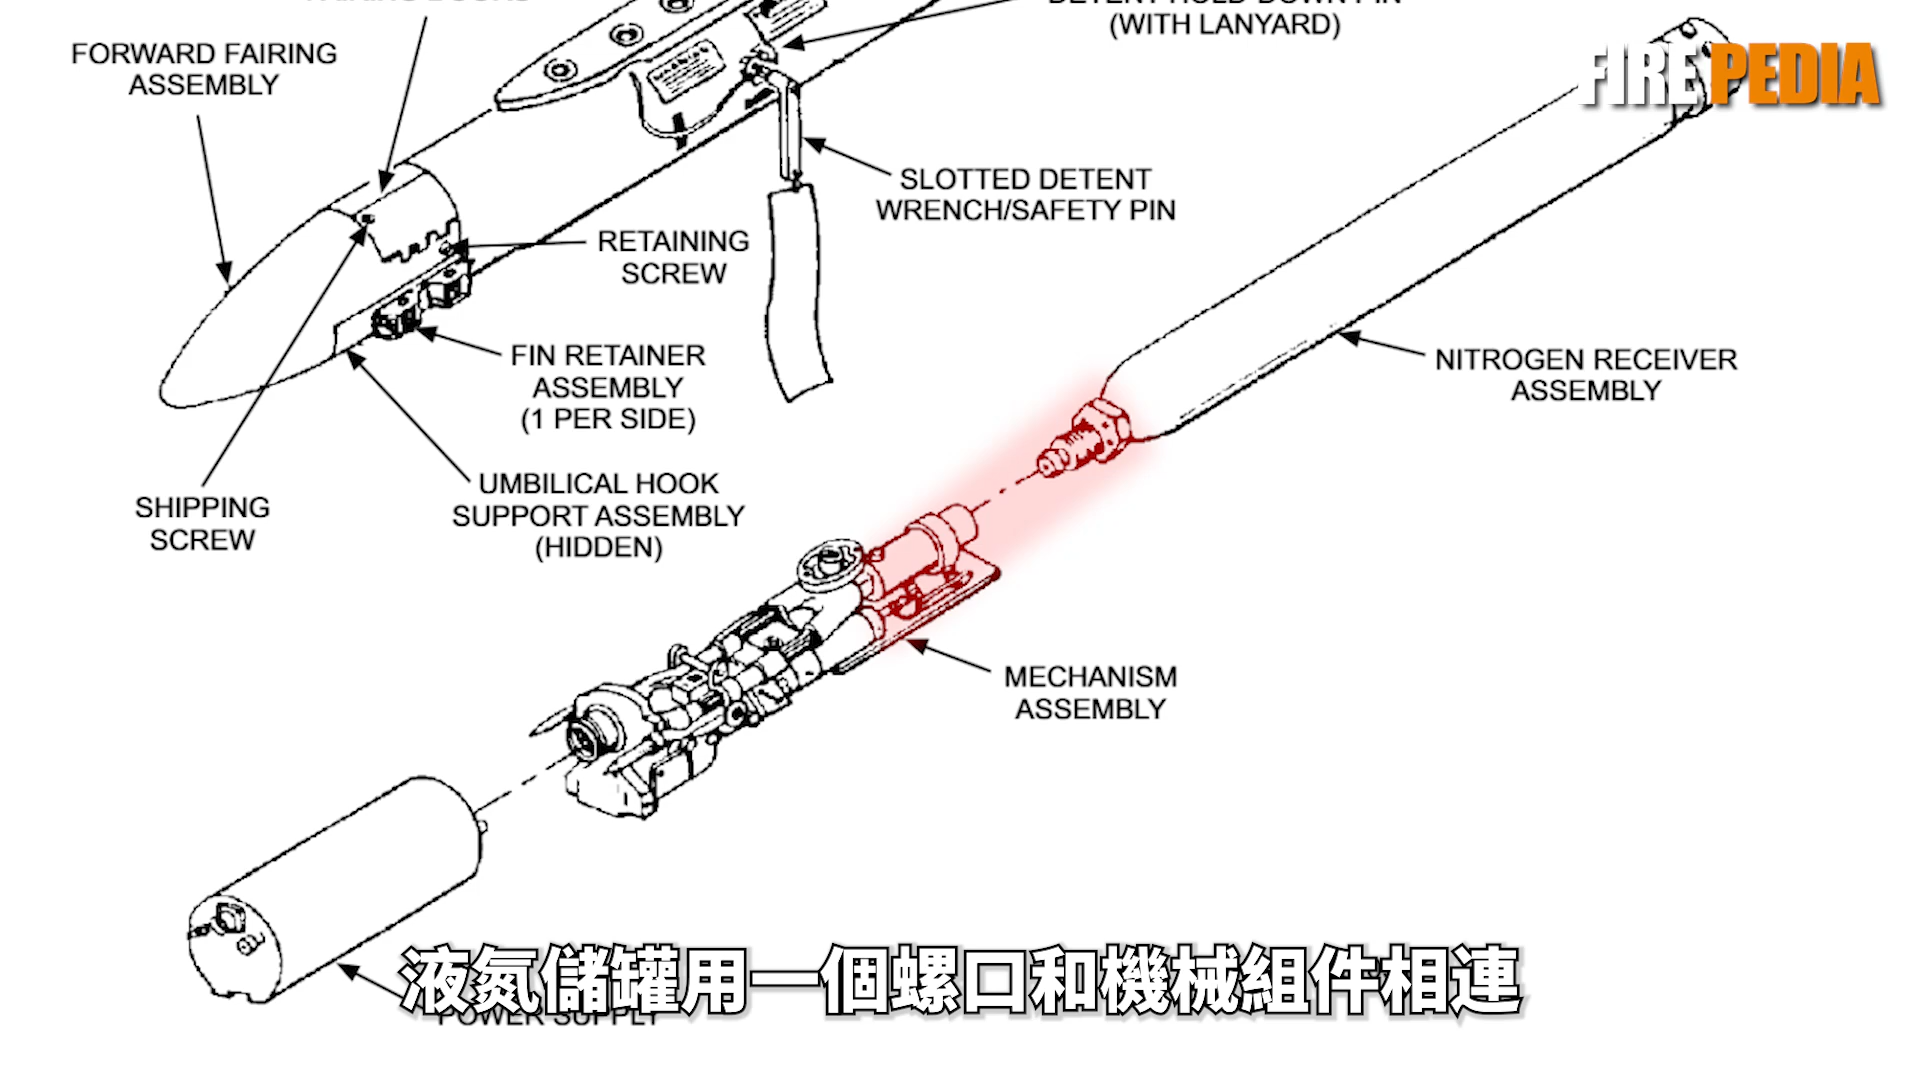 FORWARD FAIRING
ASSEMBLY
(WITH LANYARD)
FIREPEDIA
SLOTTED DETENT
WRENCH/SAFETY PIN
RETAINING
SCREW
FIN RETAINER
ASSEMBLY
(1 PER SIDE)
NITROGEN RECEIVER
ASSEMBLY
UMBILICAL HOOK
SUPPORT ASSEMBLY
(HIDDEN)
SHIPPING
SCREW
MECHANISM
ASSEMBLY
POWER SUPPLY
液氮儲罐用一個螺口和機械組件相連